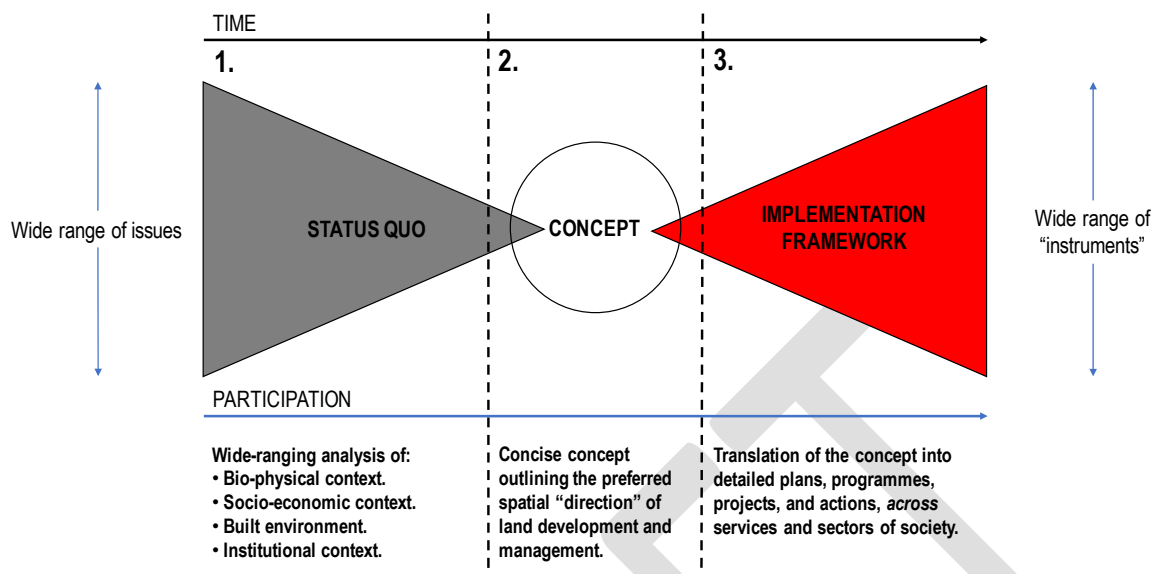 TIME
1.
2.
3.
Wide range of issues
STATUS QUO
CONCEPT
IMPLEMENTATION
FRAMEWORK
Wide range of
“instruments”
PARTICIPATION
Wide-ranging analysis of:
• Bio-physical context.
• Socio-economic context.
• Built environment.
• Institutional context.
Concise concept
outlining the preferred
spatial “direction” of
land development and
management.
Translation of the concept into
detailed plans, programmes,
projects, and actions, across
services and sectors of society.